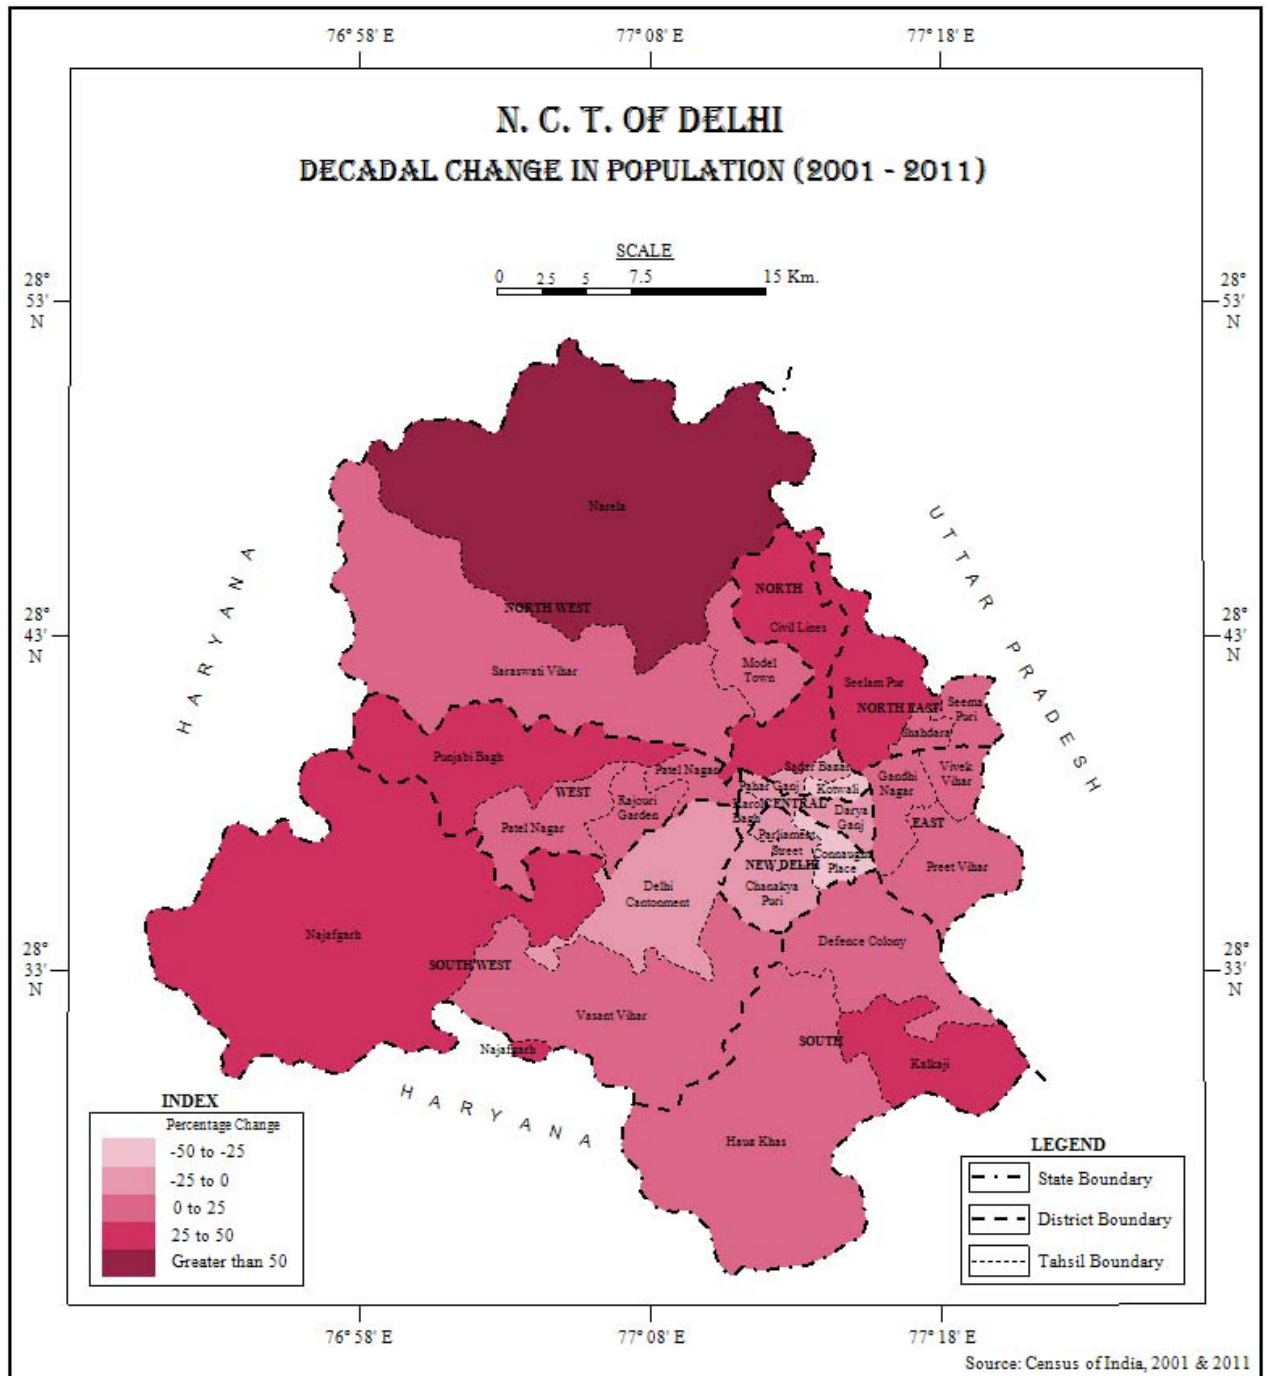 76° 58' E
77° 08' E
77° 18' E
N. C. T. OF DELHI
DECADAL CHANGE IN POPULATION (2001 - 2011)
SCALE
0 2.5 5 7.5 15 Km.
28°
53'
N
28°
53'
N
Narela
HARYANA
UTTAR PRADESH
NORTH
NORTH WEST
28°
43'
N
28°
43'
N
Civil Lines
Saraswati Vihar
Model
Town
Seelam Pur
NORTH EAST
Seema
Puri
Shahdara
Punjabi Bagh
Patel Nagar
Sadar Bazar
Gandhi
Nagar
Vivek
Vihar
WEST
Pahar Ganj
Kotwali
Rajouri
Garden
Karol
Bagh
CENTRAL
Darya
Ganj
EAST
Patel Nagar
Parliament
Street
Connaught
Place
NEW DELHI
Preet Vihar
Delhi
Cantonment
Chanakya
Puri
Najafgarh
Defence Colony
28°
33'
N
28°
33'
N
SOUTH WEST
Vasant Vihar
SOUTH
Najafgarh
Kalkaji
HARYANA
Hauz Khas
INDEX
Percentage Change
-50 to -25
-25 to 0
0 to 25
25 to 50
Greater than 50
LEGEND
State Boundary
District Boundary
Tahsil Boundary
76° 58' E
77° 08' E
77° 18' E
Source: Census of India, 2001 & 2011